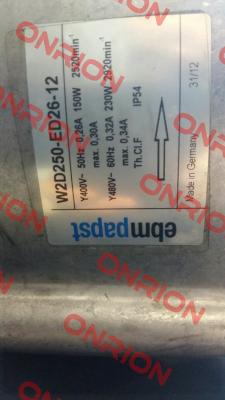 W2D250-ED26-12
Y400V~ 50Hz 0,26A 150W 2520min⁻¹
max. 0,30A
Y480V~ 60Hz 0,32A 230W 2920min⁻¹
max. 0,34A
Th.Cl.F IP54
ebmpapst
Made in Germany 31/12
ONRION
ONRION
ONRION
ONRION
ONRION
ONRION